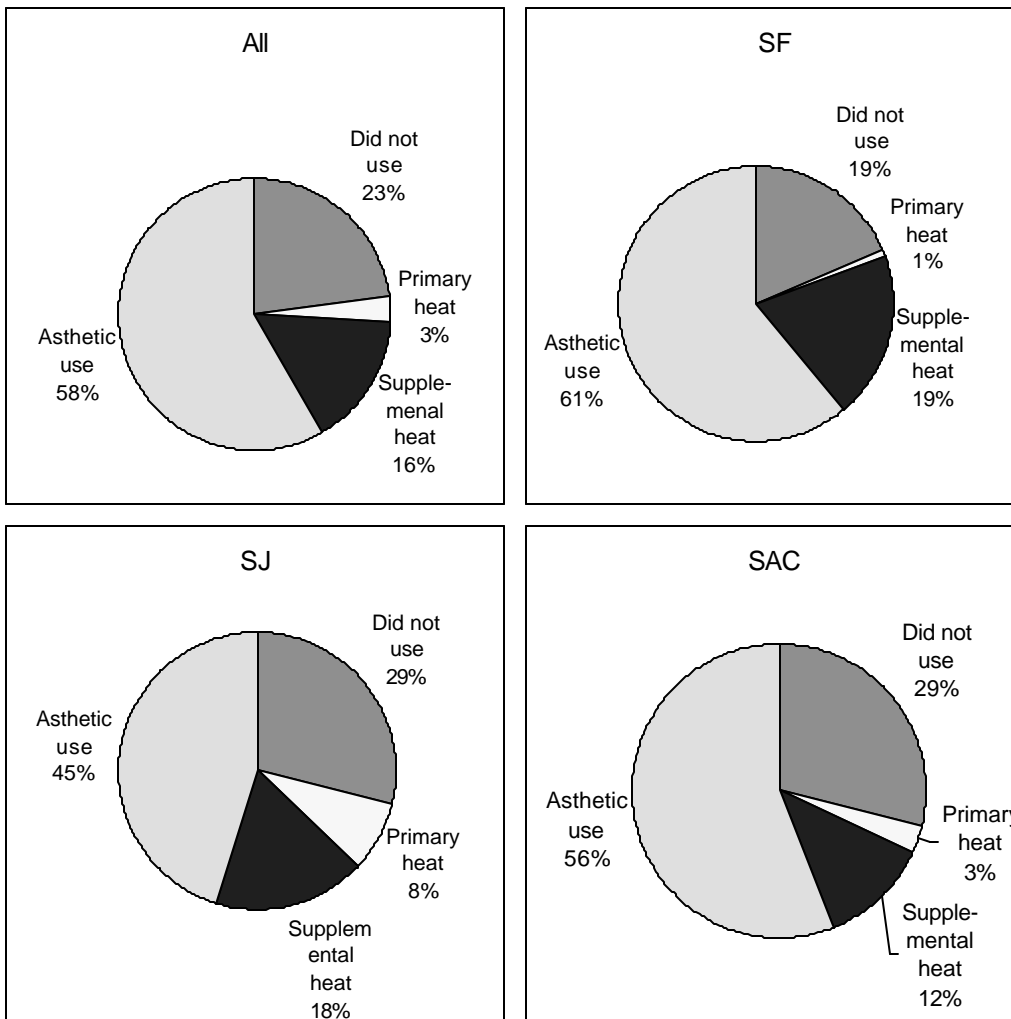 All
Did not
use
23%
Primary
heat
3%
Supple-
menal
heat
16%
Asthetic
use
58%
SF
Did not
use
19%
Primary
heat
1%
Supple-
mental
heat
19%
Asthetic
use
61%
SJ
Did not
use
29%
Primary
heat
8%
Supplem
ental
heat
18%
Asthetic
use
45%
SAC
Did not
use
29%
Primary
heat
3%
Supple-
mental
heat
12%
Asthetic
use
56%